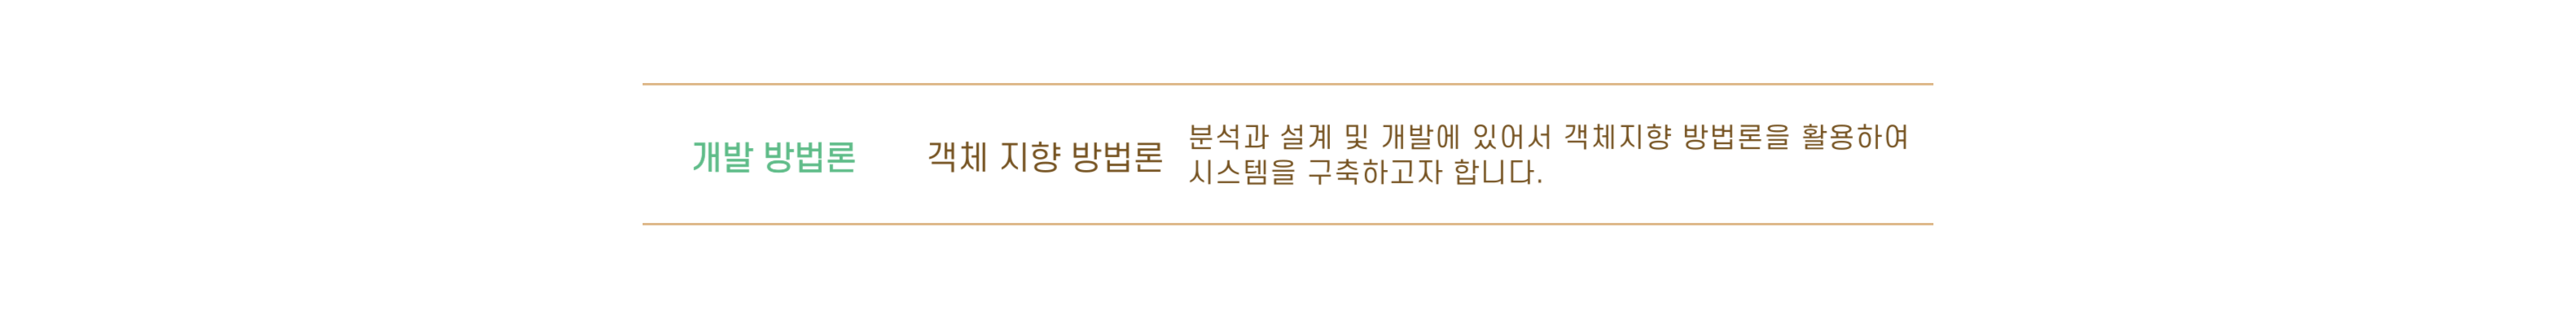 개발 방법론
객체 지향 방법론
분석과 설계 및 개발에 있어서 객체지향 방법론을 활용하여
시스템을 구축하고자 합니다.